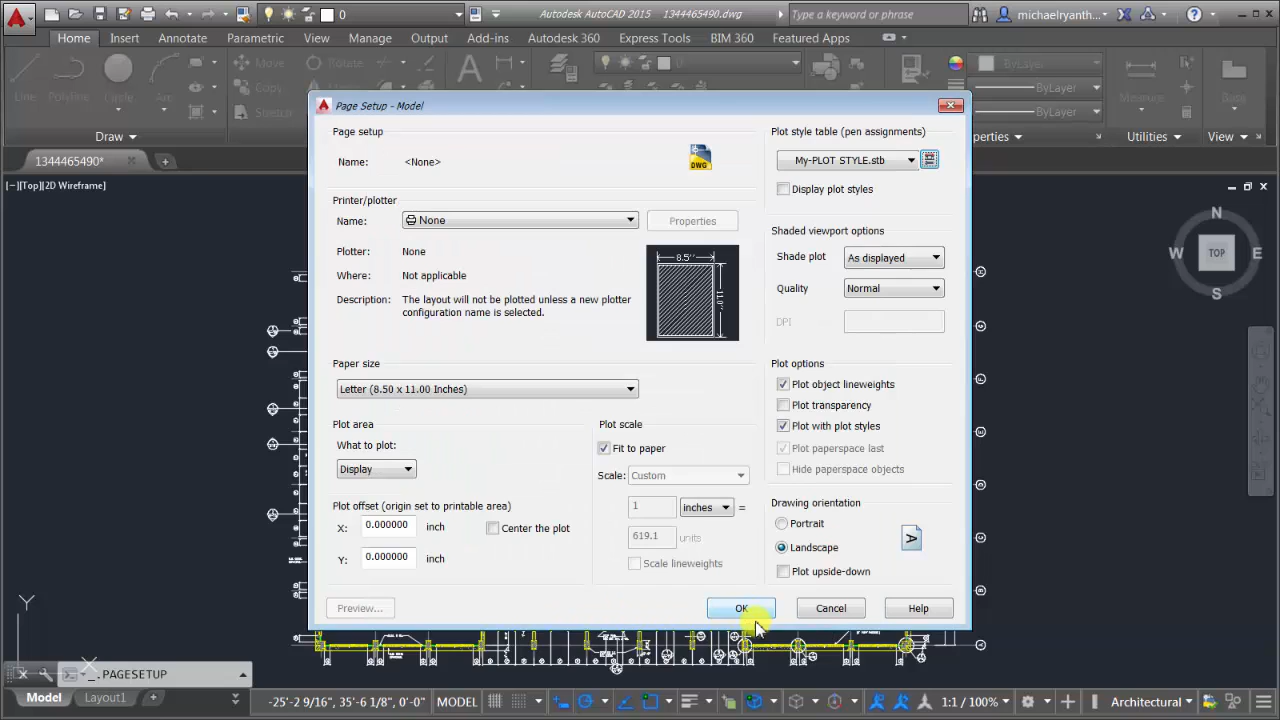 0
Autodesk AutoCAD 2015 1344465490.dwg
Type a keyword or phrase
michaelryanth...
Home Insert Annotate Parametric View Manage Output Add-ins Autodesk 360 Express Tools BIM 360 Featured Apps
Line Polyline Circle Arc
Move Rotate
Copy
Stretch
0
ByLayer
ByLayer
ByLayer
Measure
Draw
operties
Utilities
View
1344465490*
[−][Top][2D Wireframe]
Page Setup - Model
Page setup
Name: <None>
DWG
Plot style table (pen assignments)
My-PLOT STYLE.stb
Display plot styles
Printer/plotter
Name: None
Properties
Plotter: None
Where: Not applicable
Description: The layout will not be plotted unless a new plotter
configuration name is selected.
8.5''
11.0''
Shaded viewport options
Shade plot As displayed
Quality Normal
DPI
Paper size
Letter (8.50 x 11.00 Inches)
Plot area
What to plot:
Display
Plot scale
Fit to paper
Scale: Custom
1 inches =
619.1 units
Scale lineweights
Plot offset (origin set to printable area)
X: 0.000000 inch
Center the plot
Y: 0.000000 inch
Plot options
Plot object lineweights
Plot transparency
Plot with plot styles
Plot paperspace last
Hide paperspace objects
Drawing orientation
Portrait
Landscape
A
Plot upside-down
Preview...
OK
Cancel
Help
N
W TOP E
S
Y
._PAGESETUP
Model Layout1
-25'-2 9/16", 35'-6 1/8", 0'-0" MODEL
1:1 / 100%
Architectural